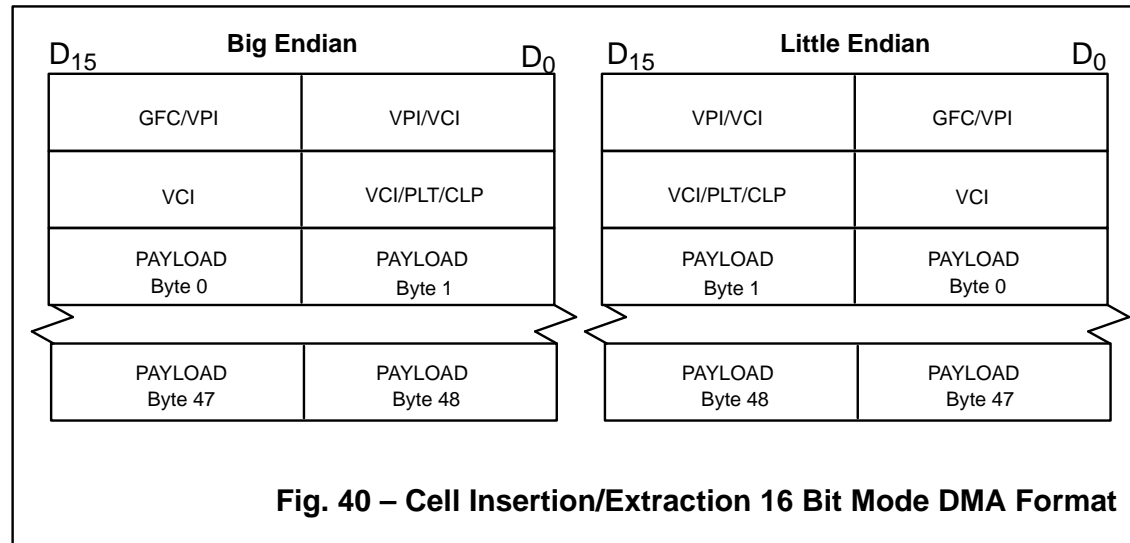 Big Endian
D15 D0
GFC/VPI VPI/VCI
VCI VCI/PLT/CLP
PAYLOAD PAYLOAD
Byte 0 Byte 1
PAYLOAD PAYLOAD
Byte 47 Byte 48
Little Endian
D15 D0
VPI/VCI GFC/VPI
VCI/PLT/CLP VCI
PAYLOAD PAYLOAD
Byte 1 Byte 0
PAYLOAD PAYLOAD
Byte 48 Byte 47
Fig. 40 – Cell Insertion/Extraction 16 Bit Mode DMA Format